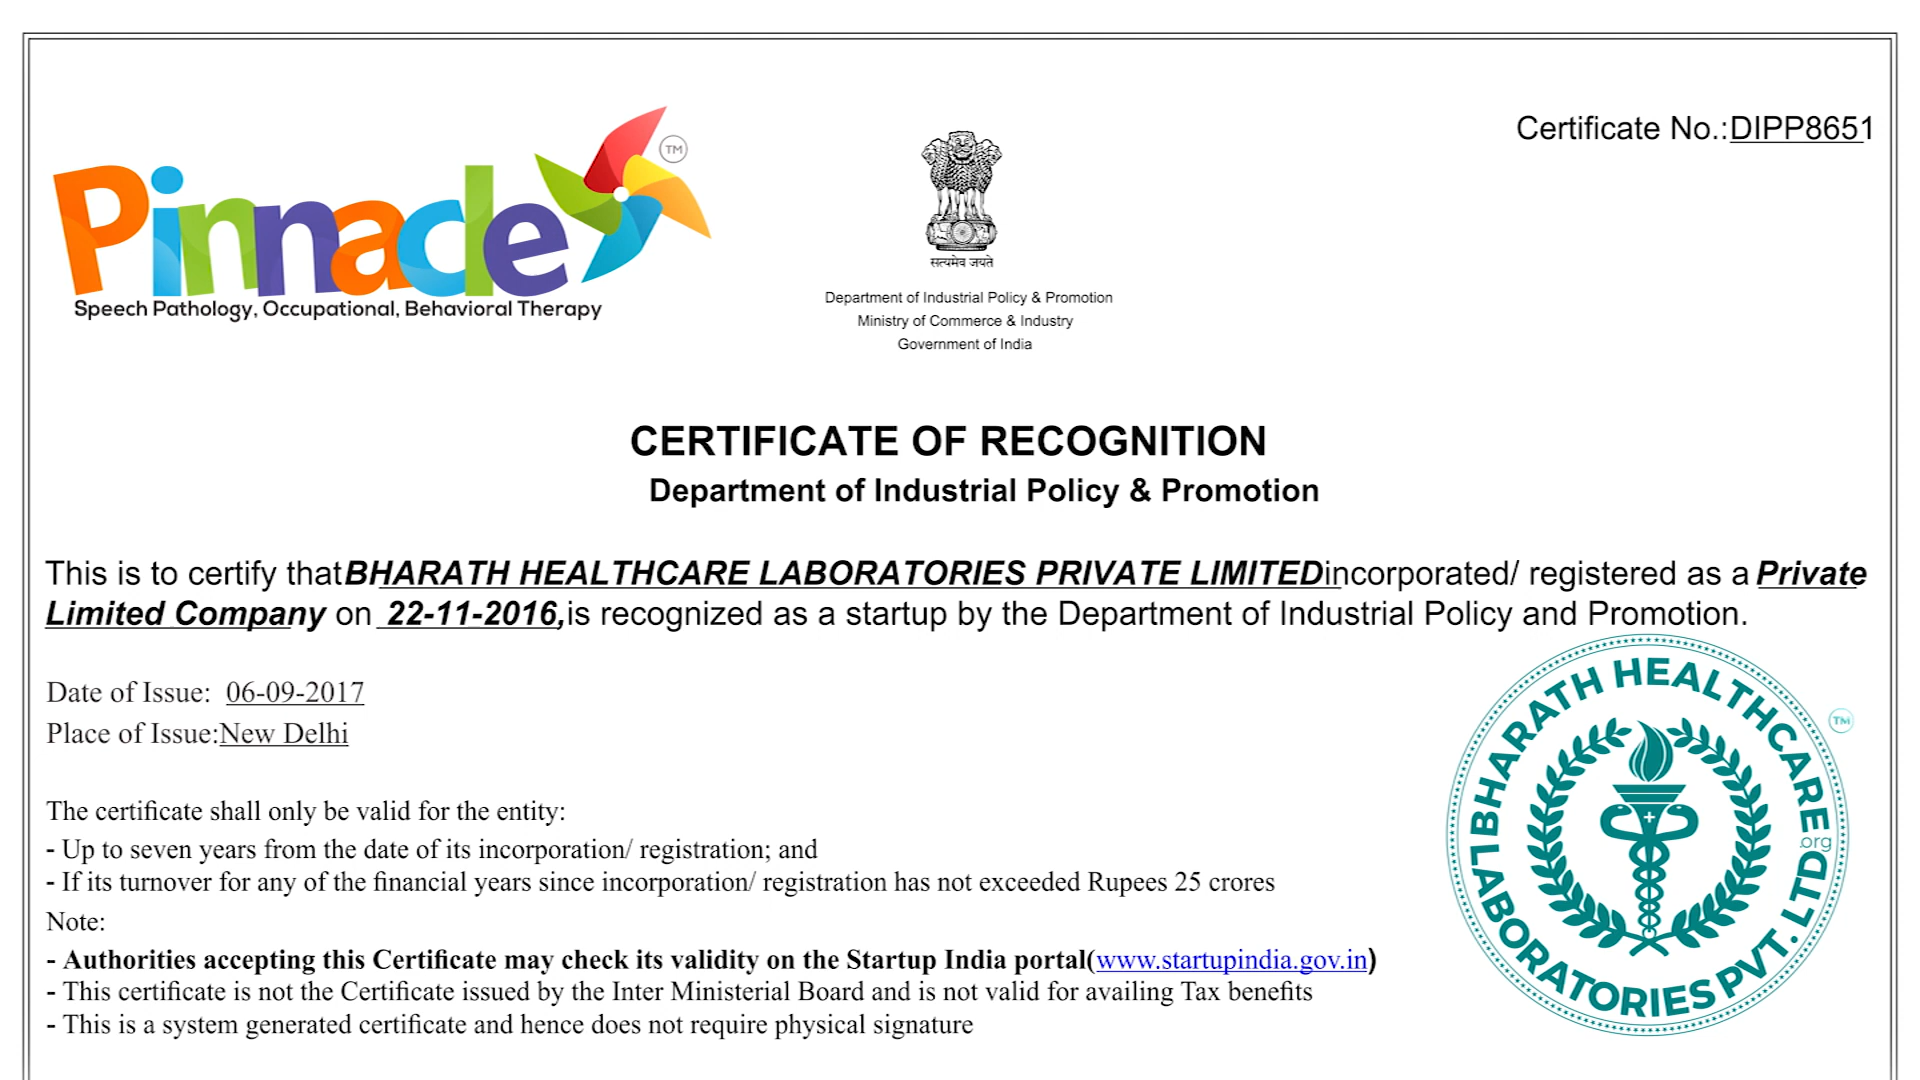 Certificate No.:DIPP8651
Pinnacle
TM
Speech Pathology, Occupational, Behavioral Therapy
सत्यमेव जयते
Department of Industrial Policy & Promotion
Ministry of Commerce & Industry
Government of India
CERTIFICATE OF RECOGNITION
Department of Industrial Policy & Promotion
This is to certify that BHARATH HEALTHCARE LABORATORIES PRIVATE LIMITED incorporated/ registered as a Private
Limited Company on 22-11-2016, is recognized as a startup by the Department of Industrial Policy and Promotion.
Date of Issue: 06-09-2017
Place of Issue:New Delhi
The certificate shall only be valid for the entity:
- Up to seven years from the date of its incorporation/ registration; and
- If its turnover for any of the financial years since incorporation/ registration has not exceeded Rupees 25 crores
Note:
- Authorities accepting this Certificate may check its validity on the Startup India portal(www.startupindia.gov.in)
- This certificate is not the Certificate issued by the Inter Ministerial Board and is not valid for availing Tax benefits
- This is a system generated certificate and hence does not require physical signature
BHARATH HEALTHCARE
LABORATORIES PVT. LTD
.org
TM